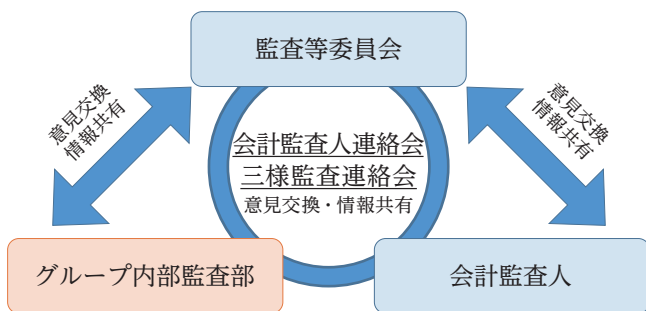 監査等委員会
意見交換
情報共有
意見交換
情報共有
会計監査人連絡会
三様監査連絡会
意見交換・情報共有
グループ内部監査部
会計監査人